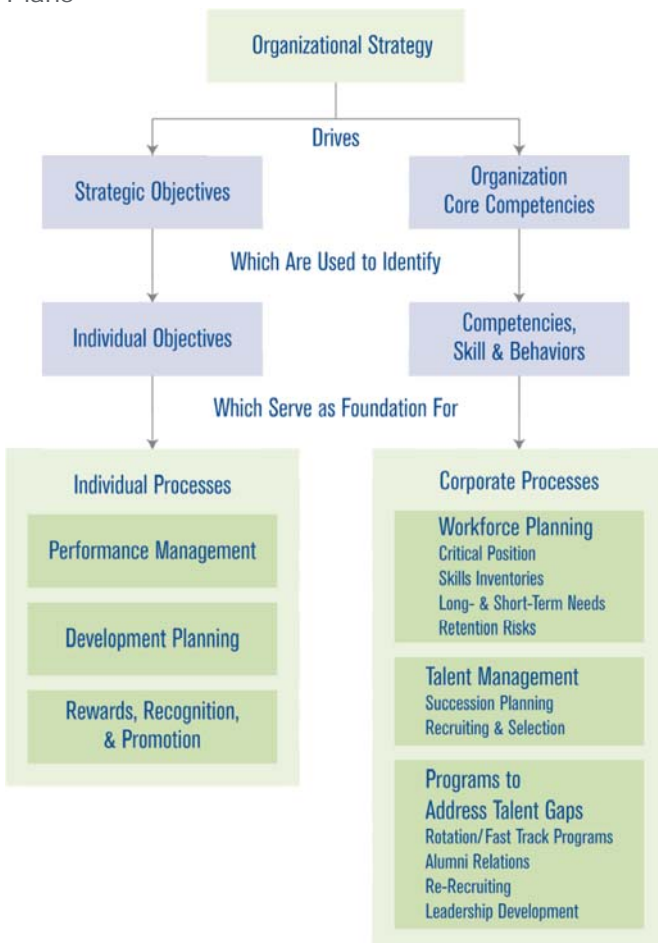 Plans
Organizational Strategy
Drives
Strategic Objectives
Organization
Core Competencies
Which Are Used to Identify
Individual Objectives
Competencies,
Skill & Behaviors
Which Serve as Foundation For
Individual Processes
Performance Management
Development Planning
Rewards, Recognition,
& Promotion
Corporate Processes
Workforce Planning
Critical Position
Skills Inventories
Long- & Short-Term Needs
Retention Risks
Talent Management
Succession Planning
Recruiting & Selection
Programs to
Address Talent Gaps
Rotation/Fast Track Programs
Alumni Relations
Re-Recruiting
Leadership Development